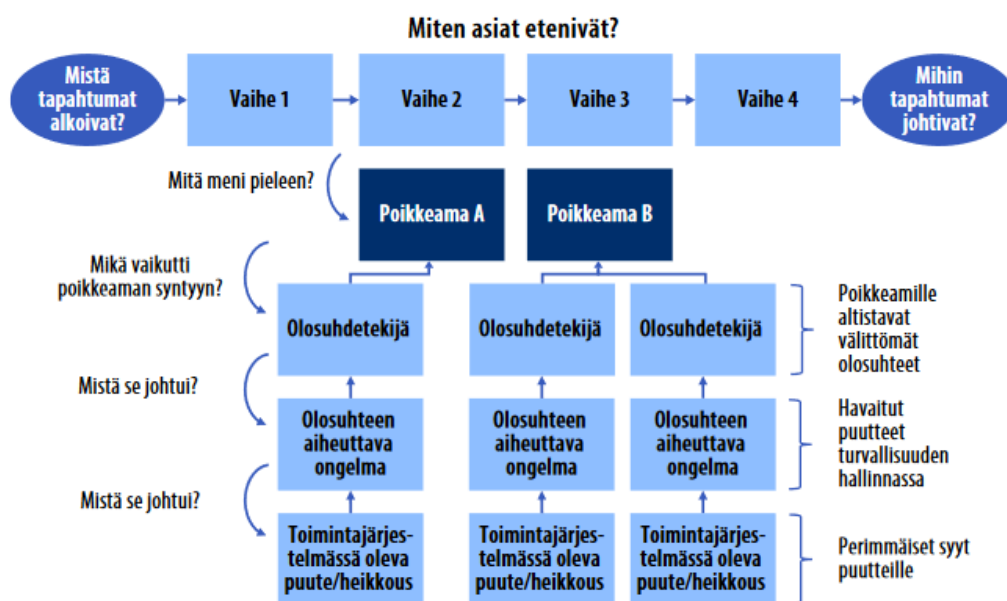 Miten asiat etenivät?
Mistä
tapahtumat
alkoivat?
Vaihe 1
Vaihe 2
Vaihe 3
Vaihe 4
Mihin
tapahtumat
johtivat?
Mitä meni pieleen?
Poikkeama A
Poikkeama B
Mikä vaikutti
poikkeaman syntyyn?
Olosuhdetekijä
Olosuhdetekijä
Olosuhdetekijä
Poikkeamille
altistavat
välittömät
olosuhteet
Mistä se johtui?
Olosuhteen
aiheuttava
ongelma
Olosuhteen
aiheuttava
ongelma
Olosuhteen
aiheuttava
ongelma
Havaitut
puutteet
turvallisuuden
hallinnassa
Mistä se johtui?
Toimintajärjes-
telmässä oleva
puute/heikkous
Toimintajärjes-
telmässä oleva
puute/heikkous
Toimintajärjes-
telmässä oleva
puute/heikkous
Perimmäiset syyt
puutteille